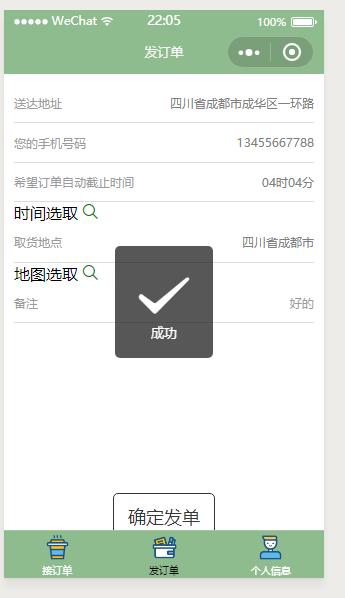 WeChat 22:05 100%
发订单
送达地址 四川省成都市成华区一环路
您的手机号码 13455667788
希望订单自动截止时间 04时04分
时间选取
取货地点 四川省成都市
地图选取
备注 好的
成功
确定发单
接订单 发订单 个人信息